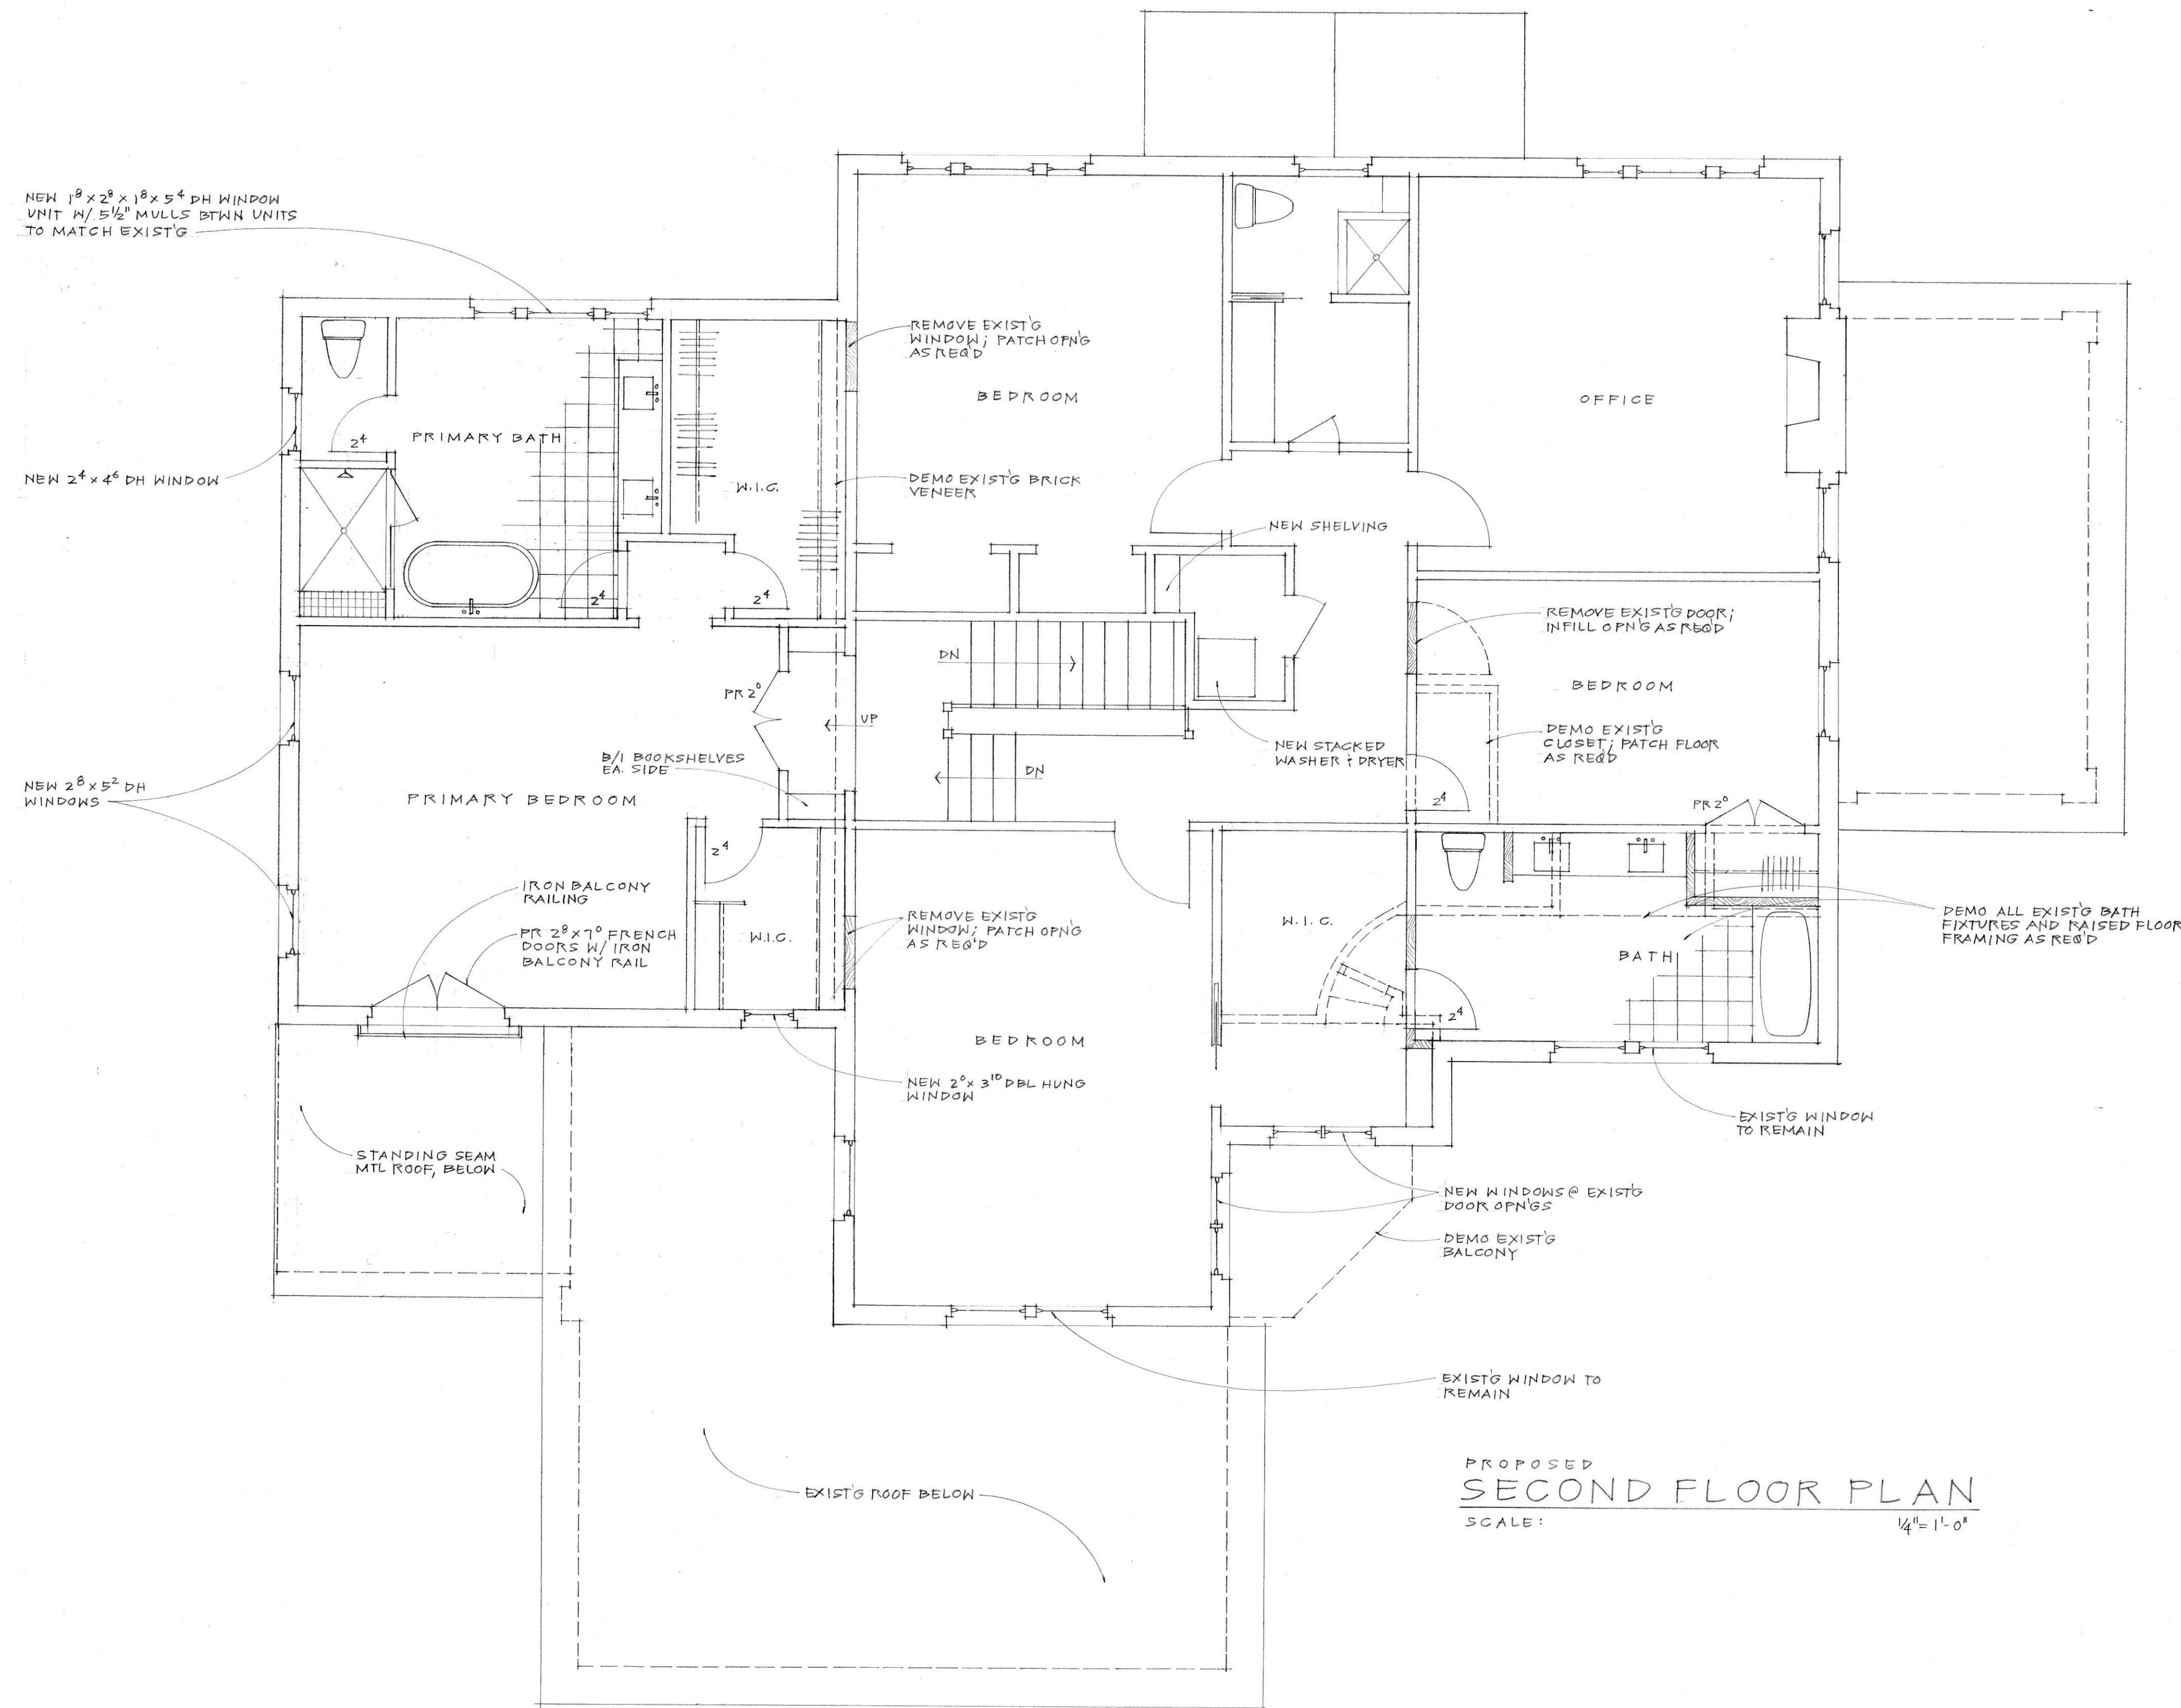 NEW 1⁸ x 2⁸ x 1⁸ x 5⁴ DH WINDOW
UNIT W/ 5½" MULLS BTWN UNITS
TO MATCH EXIST'G
NEW 2⁴ x 4⁶ DH WINDOW
NEW 2⁸ x 5² DH
WINDOWS
PRIMARY BATH
2⁴
2⁴
2⁴
W.I.C.
REMOVE EXIST'G
WINDOW; PATCH OPN'G
AS REQ'D
BEDROOM
DEMO EXIST'G BRICK
VENEER
NEW SHELVING
OFFICE
REMOVE EXIST'G DOOR;
INFILL OPN'G AS REQ'D
BEDROOM
DEMO EXIST'G
CLOSET; PATCH FLOOR
AS REQ'D
PR 2⁰
2⁴
DN
UP
DN
NEW STACKED
WASHER & DRYER
PR 2⁰
B/I BOOKSHELVES
EA. SIDE
PRIMARY BEDROOM
2⁴
IRON BALCONY
RAILING
PR 2⁸ x 7⁰ FRENCH
DOORS W/ IRON
BALCONY RAIL
W.I.C.
REMOVE EXIST'G
WINDOW; PATCH OPN'G
AS REQ'D
BEDROOM
NEW 2⁰ x 3¹⁰ DBL HUNG
WINDOW
W.I.C.
BATH
2⁴
DEMO ALL EXIST'G BATH
FIXTURES AND RAISED FLOOR
FRAMING AS REQ'D
EXIST'G WINDOW
TO REMAIN
STANDING SEAM
MTL ROOF, BELOW
NEW WINDOWS @ EXIST'G
DOOR OPN'GS
DEMO EXIST'G
BALCONY
EXIST'G WINDOW TO
REMAIN
EXIST'G ROOF BELOW
PROPOSED
SECOND FLOOR PLAN
SCALE: 1/4"=1'-0"